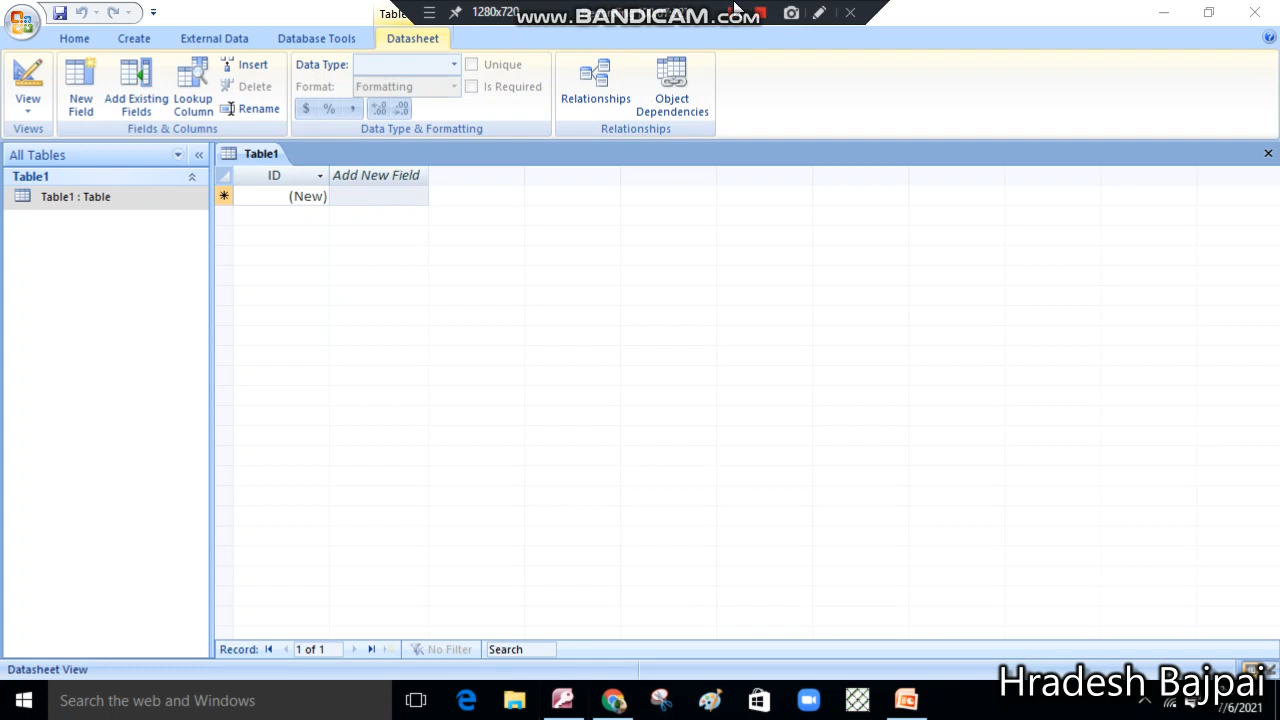 Table
1280x720
www.BANDICAM.com
Home
Create
External Data
Database Tools
Datasheet
View
New Field
Add Existing Fields
Lookup Column
Insert
Delete
Rename
Data Type:
Format:
Formatting
$ % ,
Unique
Is Required
Relationships
Object Dependencies
Views
Fields & Columns
Data Type & Formatting
Relationships
All Tables
Table1
Table1 : Table
Table1
ID
Add New Field
(New)
Record:
1 of 1
No Filter
Search
Datasheet View
Hradesh Bajpai
Search the web and Windows
7/6/2021